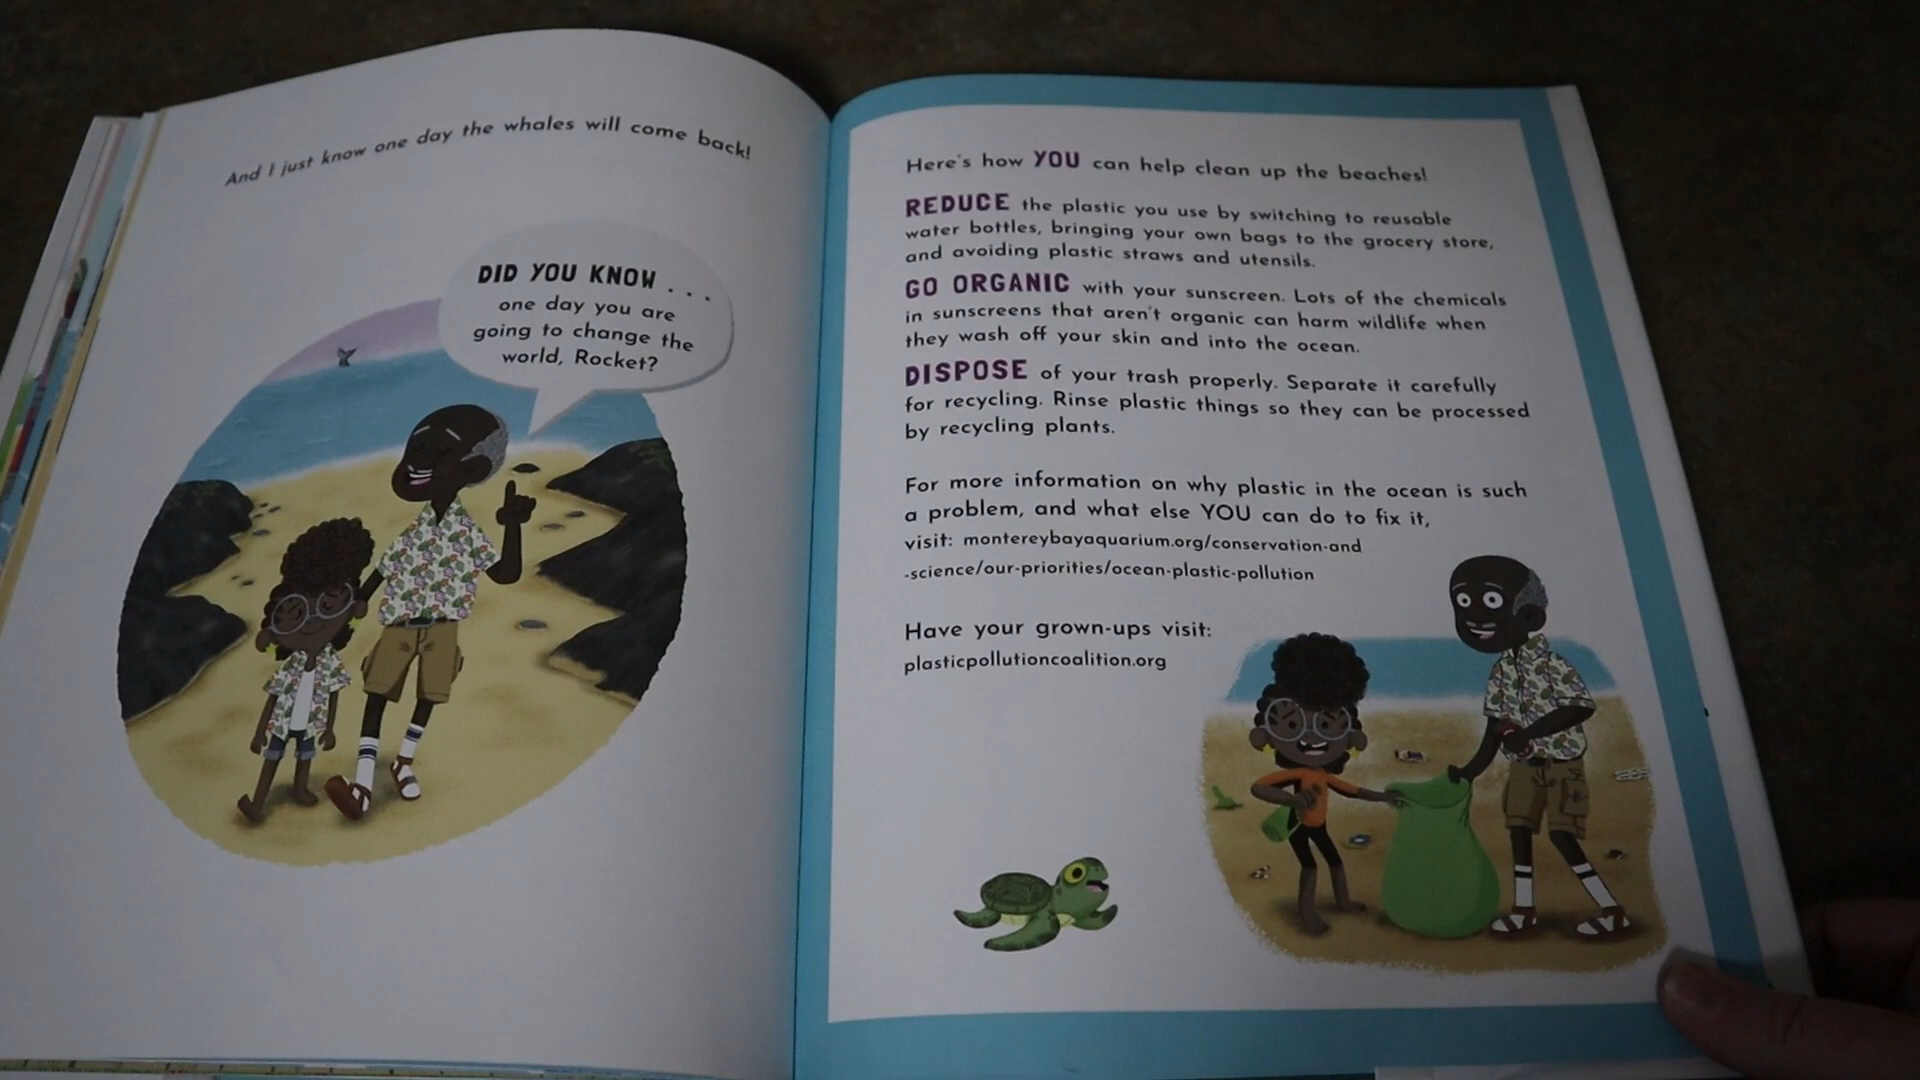 And I just know one day the whales will come back!
DID YOU KNOW . . .
one day you are
going to change the
world, Rocket?
Here's how YOU can help clean up the beaches!
REDUCE the plastic you use by switching to reusable
water bottles, bringing your own bags to the grocery store,
and avoiding plastic straws and utensils.
GO ORGANIC with your sunscreen. Lots of the chemicals
in sunscreens that aren't organic can harm wildlife when
they wash off your skin and into the ocean.
DISPOSE of your trash properly. Separate it carefully
for recycling. Rinse plastic things so they can be processed
by recycling plants.
For more information on why plastic in the ocean is such
a problem, and what else YOU can do to fix it,
visit: montereybayaquarium.org/conservation-and
-science/our-priorities/ocean-plastic-pollution
Have your grown-ups visit:
plasticpollutioncoalition.org